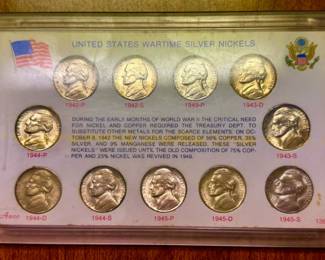 UNITED STATES WARTIME SILVER NICKELS
1942-P 1942-S 1943-P 1943-D
DURING THE EARLY MONTHS OF WORLD WAR II THE CRITICAL NEED
FOR NICKEL AND COPPER REQUIRED THE TREASURY DEPT. TO
SUBSTITUTE OTHER METALS FOR THE SCARCE ELEMENTS. ON OC-
TOBER 8, 1942 THE NEW NICKELS COMPOSED OF 56% COPPER, 35%
SILVER, AND 9% MANGANESE WERE RELEASED. THESE "SILVER
NICKELS" WERE ISSUED UNTIL THE OLD COMPOSITION OF 75% COP-
PER AND 25% NICKEL WAS REVIVED IN 1946.
1944-P 1943-S
1944-D 1944-S 1945-P 1945-D 1945-S